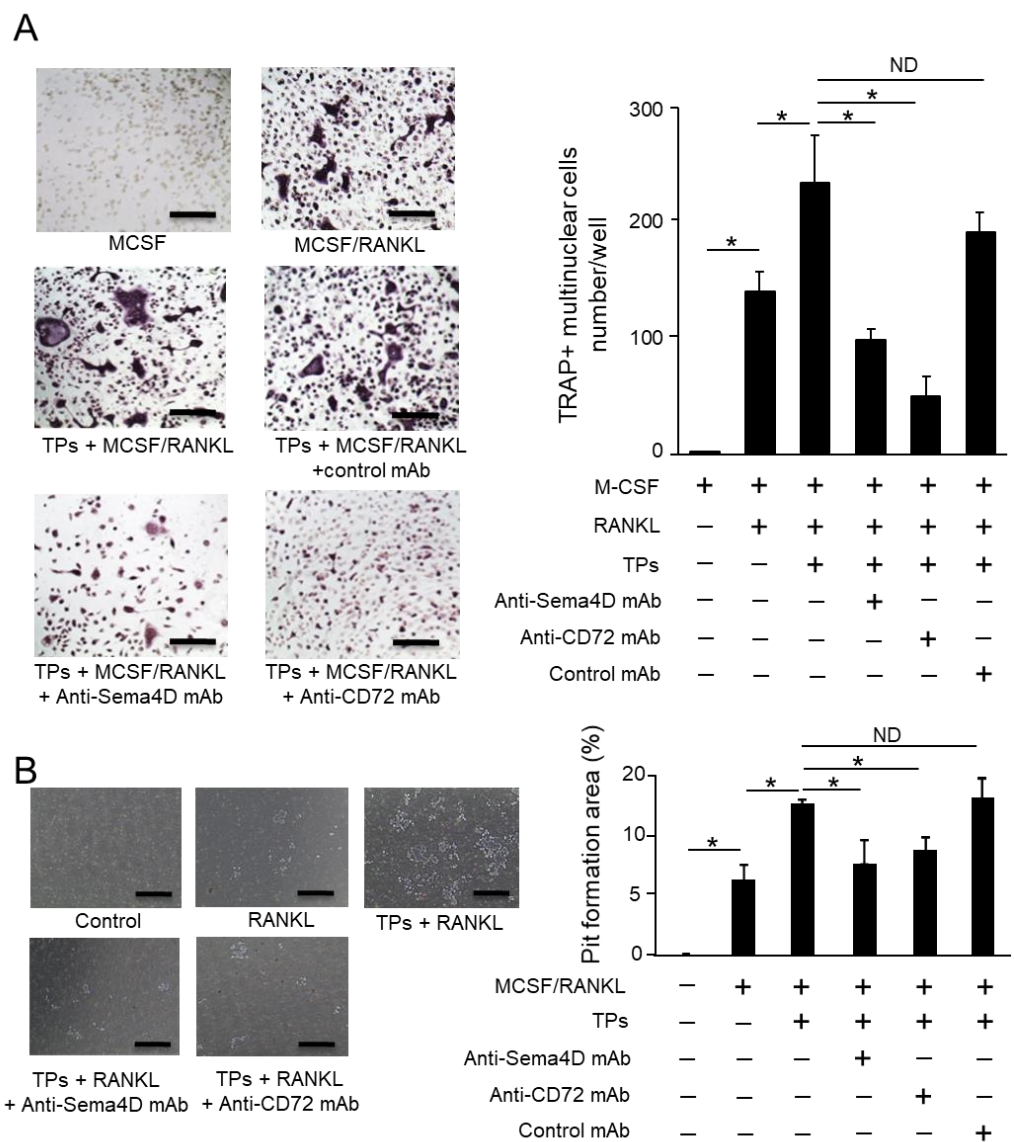 A
MCSF
MCSF/RANKL
TPs + MCSF/RANKL
TPs + MCSF/RANKL
+control mAb
TPs + MCSF/RANKL
+ Anti-Sema4D mAb
TPs + MCSF/RANKL
+ Anti-CD72 mAb
TRAP+ multinuclear cells
number/well
300
200
100
0
*
*
*
*
ND
M-CSF + + + + + +
RANKL – + + + + +
TPs – – + + + +
Anti-Sema4D mAb – – – + – –
Anti-CD72 mAb – – – – + –
Control mAb – – – – – +
B
Control
RANKL
TPs + RANKL
TPs + RANKL
+ Anti-Sema4D mAb
TPs + RANKL
+ Anti-CD72 mAb
Pit formation area (%)
20
10
5
0
*
*
*
*
ND
MCSF/RANKL – + + + + +
TPs – – + + + +
Anti-Sema4D mAb – – – + – –
Anti-CD72 mAb – – – – + –
Control mAb – – – – – +